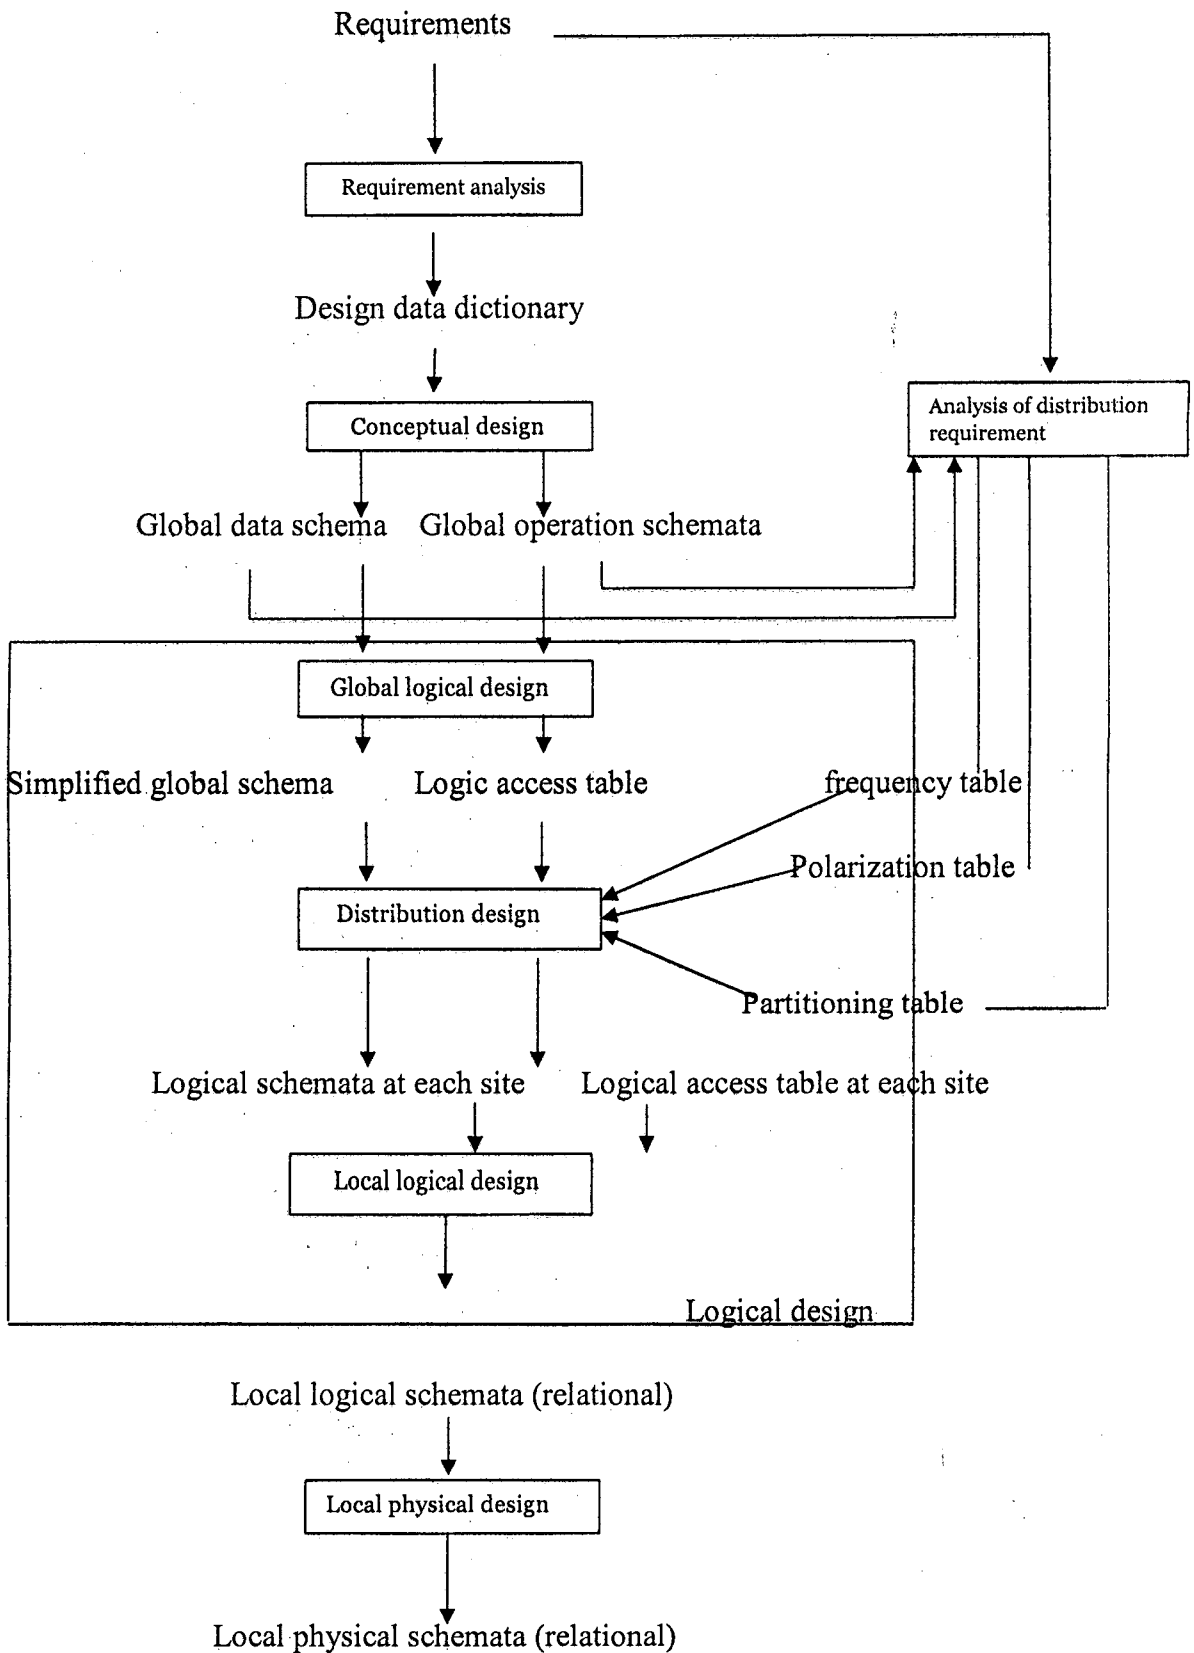 Requirements
Requirement analysis
Design data dictionary
Conceptual design
Analysis of distribution
requirement
Global data schema
Global operation schemata
Global logical design
Simplified global schema
Logic access table
frequency table
Polarization table
Distribution design
Partitioning table
Logical schemata at each site
Logical access table at each site
Local logical design
Logical design
Local logical schemata (relational)
Local physical design
Local physical schemata (relational)